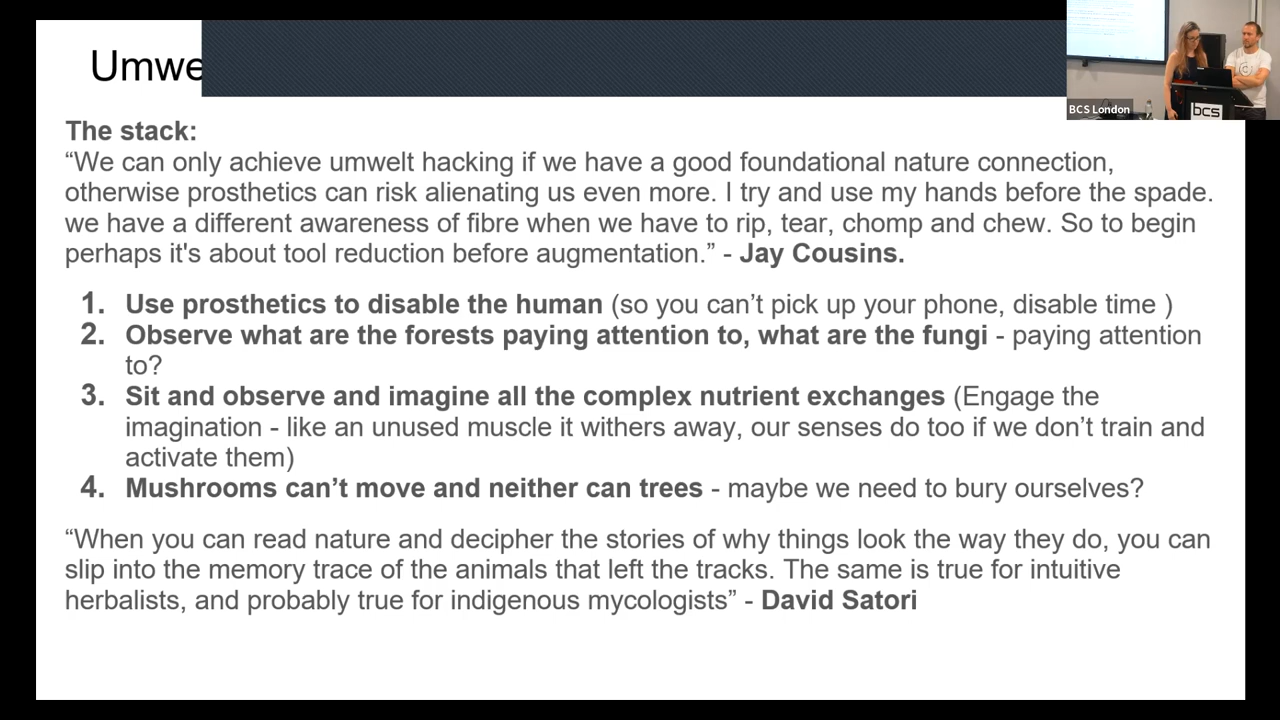 Umwe
BCS London
bcs
The stack:
“We can only achieve umwelt hacking if we have a good foundational nature connection,
otherwise prosthetics can risk alienating us even more. I try and use my hands before the spade.
we have a different awareness of fibre when we have to rip, tear, chomp and chew. So to begin
perhaps it's about tool reduction before augmentation.” - Jay Cousins.
1. Use prosthetics to disable the human (so you can’t pick up your phone, disable time )
2. Observe what are the forests paying attention to, what are the fungi - paying attention
to?
3. Sit and observe and imagine all the complex nutrient exchanges (Engage the
imagination - like an unused muscle it withers away, our senses do too if we don’t train and
activate them)
4. Mushrooms can’t move and neither can trees - maybe we need to bury ourselves?
“When you can read nature and decipher the stories of why things look the way they do, you can
slip into the memory trace of the animals that left the tracks. The same is true for intuitive
herbalists, and probably true for indigenous mycologists” - David Satori